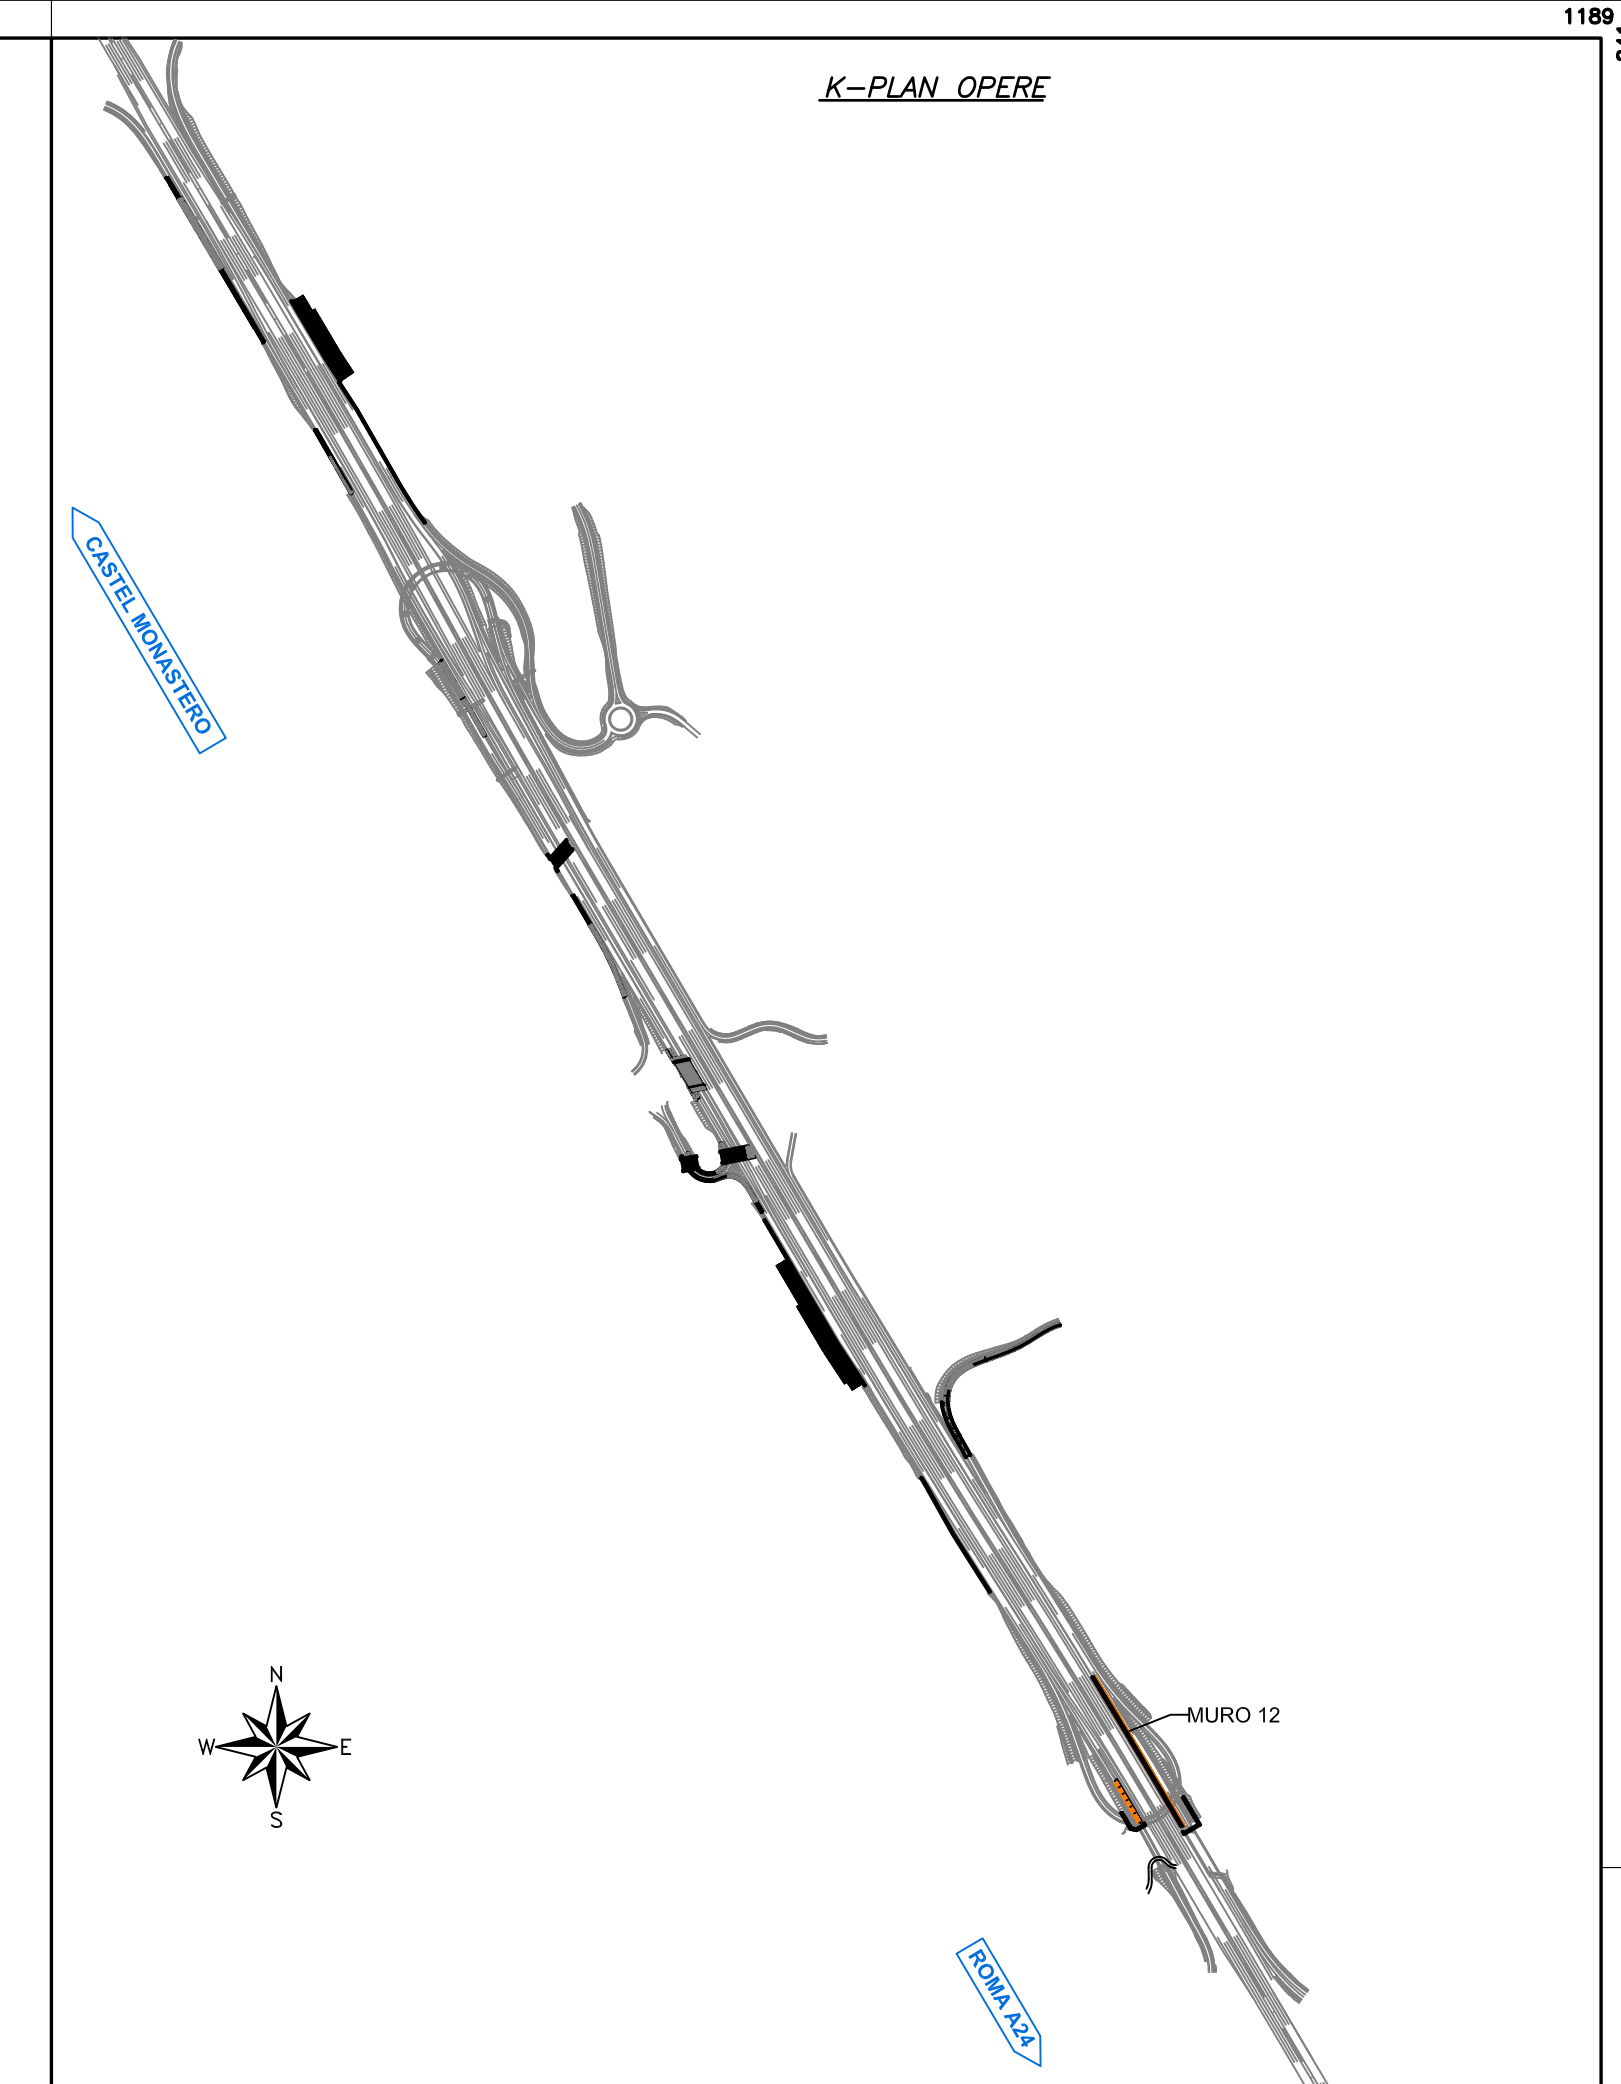 1189
K-PLAN OPERE
CASTEL MONASTERO
N
W
E
S
MURO 12
ROMA A24